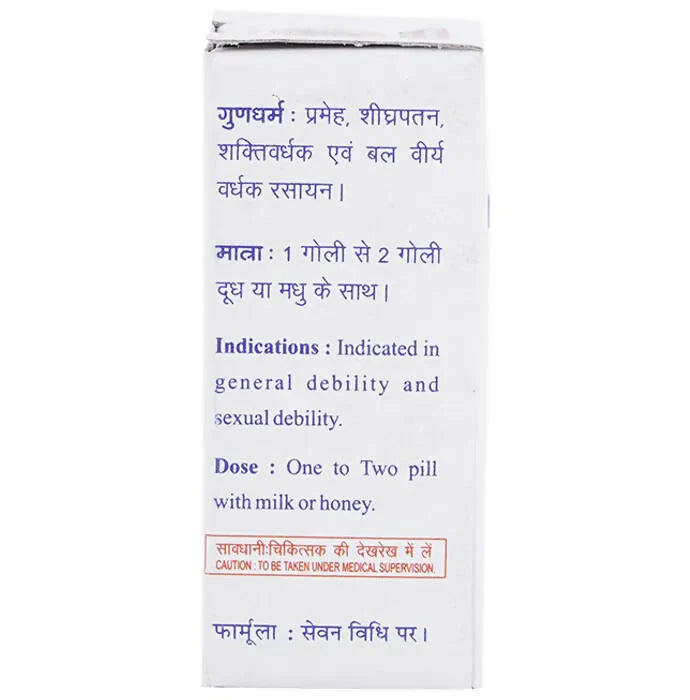 गुणधर्म : प्रमेह, शीघ्रपतन,
शक्तिवर्धक एवं बल वीर्य
वर्धक रसायन।
मात्रा : 1 गोली से 2 गोली
दूध या मधु के साथ।
Indications : Indicated in
general debility and
sexual debility.
Dose : One to Two pill
with milk or honey.
सावधानी:चिकित्सक की देखरेख में लें
CAUTION : TO BE TAKEN UNDER MEDICAL SUPERVISION.
फार्मूला : सेवन विधि पर।